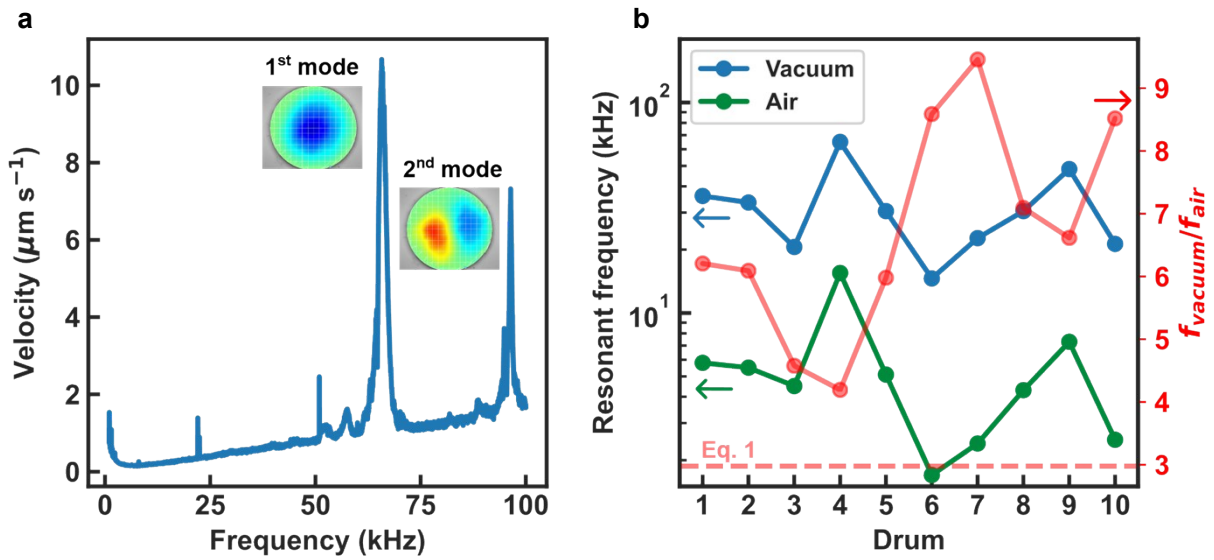 a
Velocity (μm s⁻¹)
10
8
6
4
2
0
1ˢᵗ mode
2ⁿᵈ mode
0
25
50
75
100
Frequency (kHz)
b
Resonant frequency (kHz)
10²
10¹
Vacuum
Air
Eq. 1
9
8
7
6
5
4
3
f_vacuum/f_air
1 2 3 4 5 6 7 8 9 10
Drum